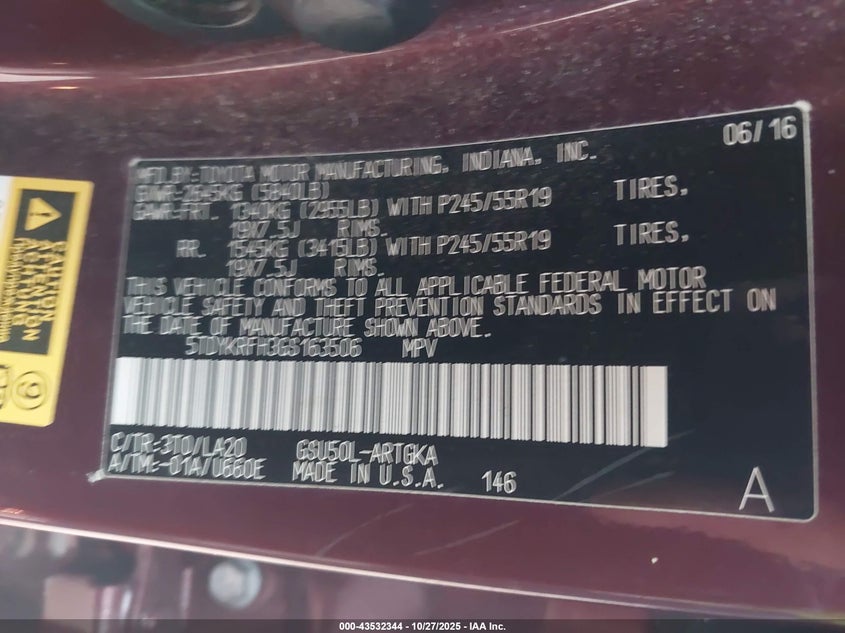 06/16
MFD.BY:TOYOTA MOTOR MANUFACTURING, INDIANA, INC.
GVWR-2645KG (5840LB)
GAWR-FRT. 1340KG (2955LB) WITH P245/55R19 TIRES,
19X7.5J RIMS.
RR. 1545KG (3415LB) WITH P245/55R19 TIRES,
19X7.5J RIMS.
THIS VEHICLE CONFORMS TO ALL APPLICABLE FEDERAL MOTOR
VEHICLE SAFETY AND THEFT PREVENTION STANDARDS IN EFFECT ON
THE DATE OF MANUFACTURE SHOWN ABOVE.
5TDYKRFH3GS163506 MPV
C/TR:3T0/LA20 GSU50L-ARTGKA
A/TM:-01A/U660E MADE IN U.S.A. 146
A
CAUTION
ATTENTION
000-43532344 | 10/27/2025 - IAA Inc.